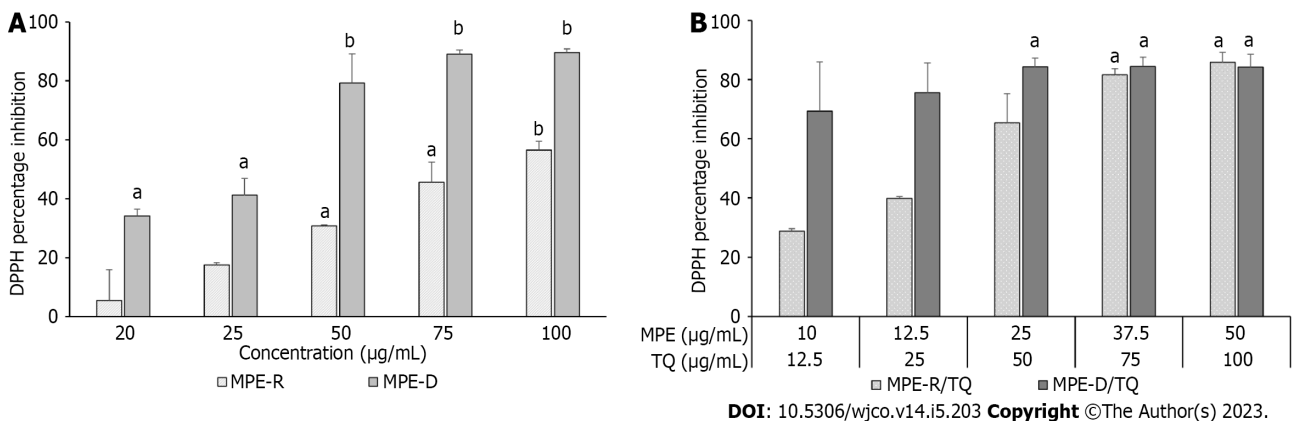 A
DPPH percentage inhibition
100
80
60
40
20
0
a
a
a
b
a
b
b
b
20 25 50 75 100
Concentration (µg/mL)
MPE-R MPE-D
B
DPPH percentage inhibition
100
80
60
40
20
0
a
a
a
a
a
MPE (µg/mL) 10 12.5 25 37.5 50
TQ (µg/mL) 12.5 25 50 75 100
MPE-R/TQ MPE-D/TQ
DOI: 10.5306/wjco.v14.i5.203 Copyright ©The Author(s) 2023.